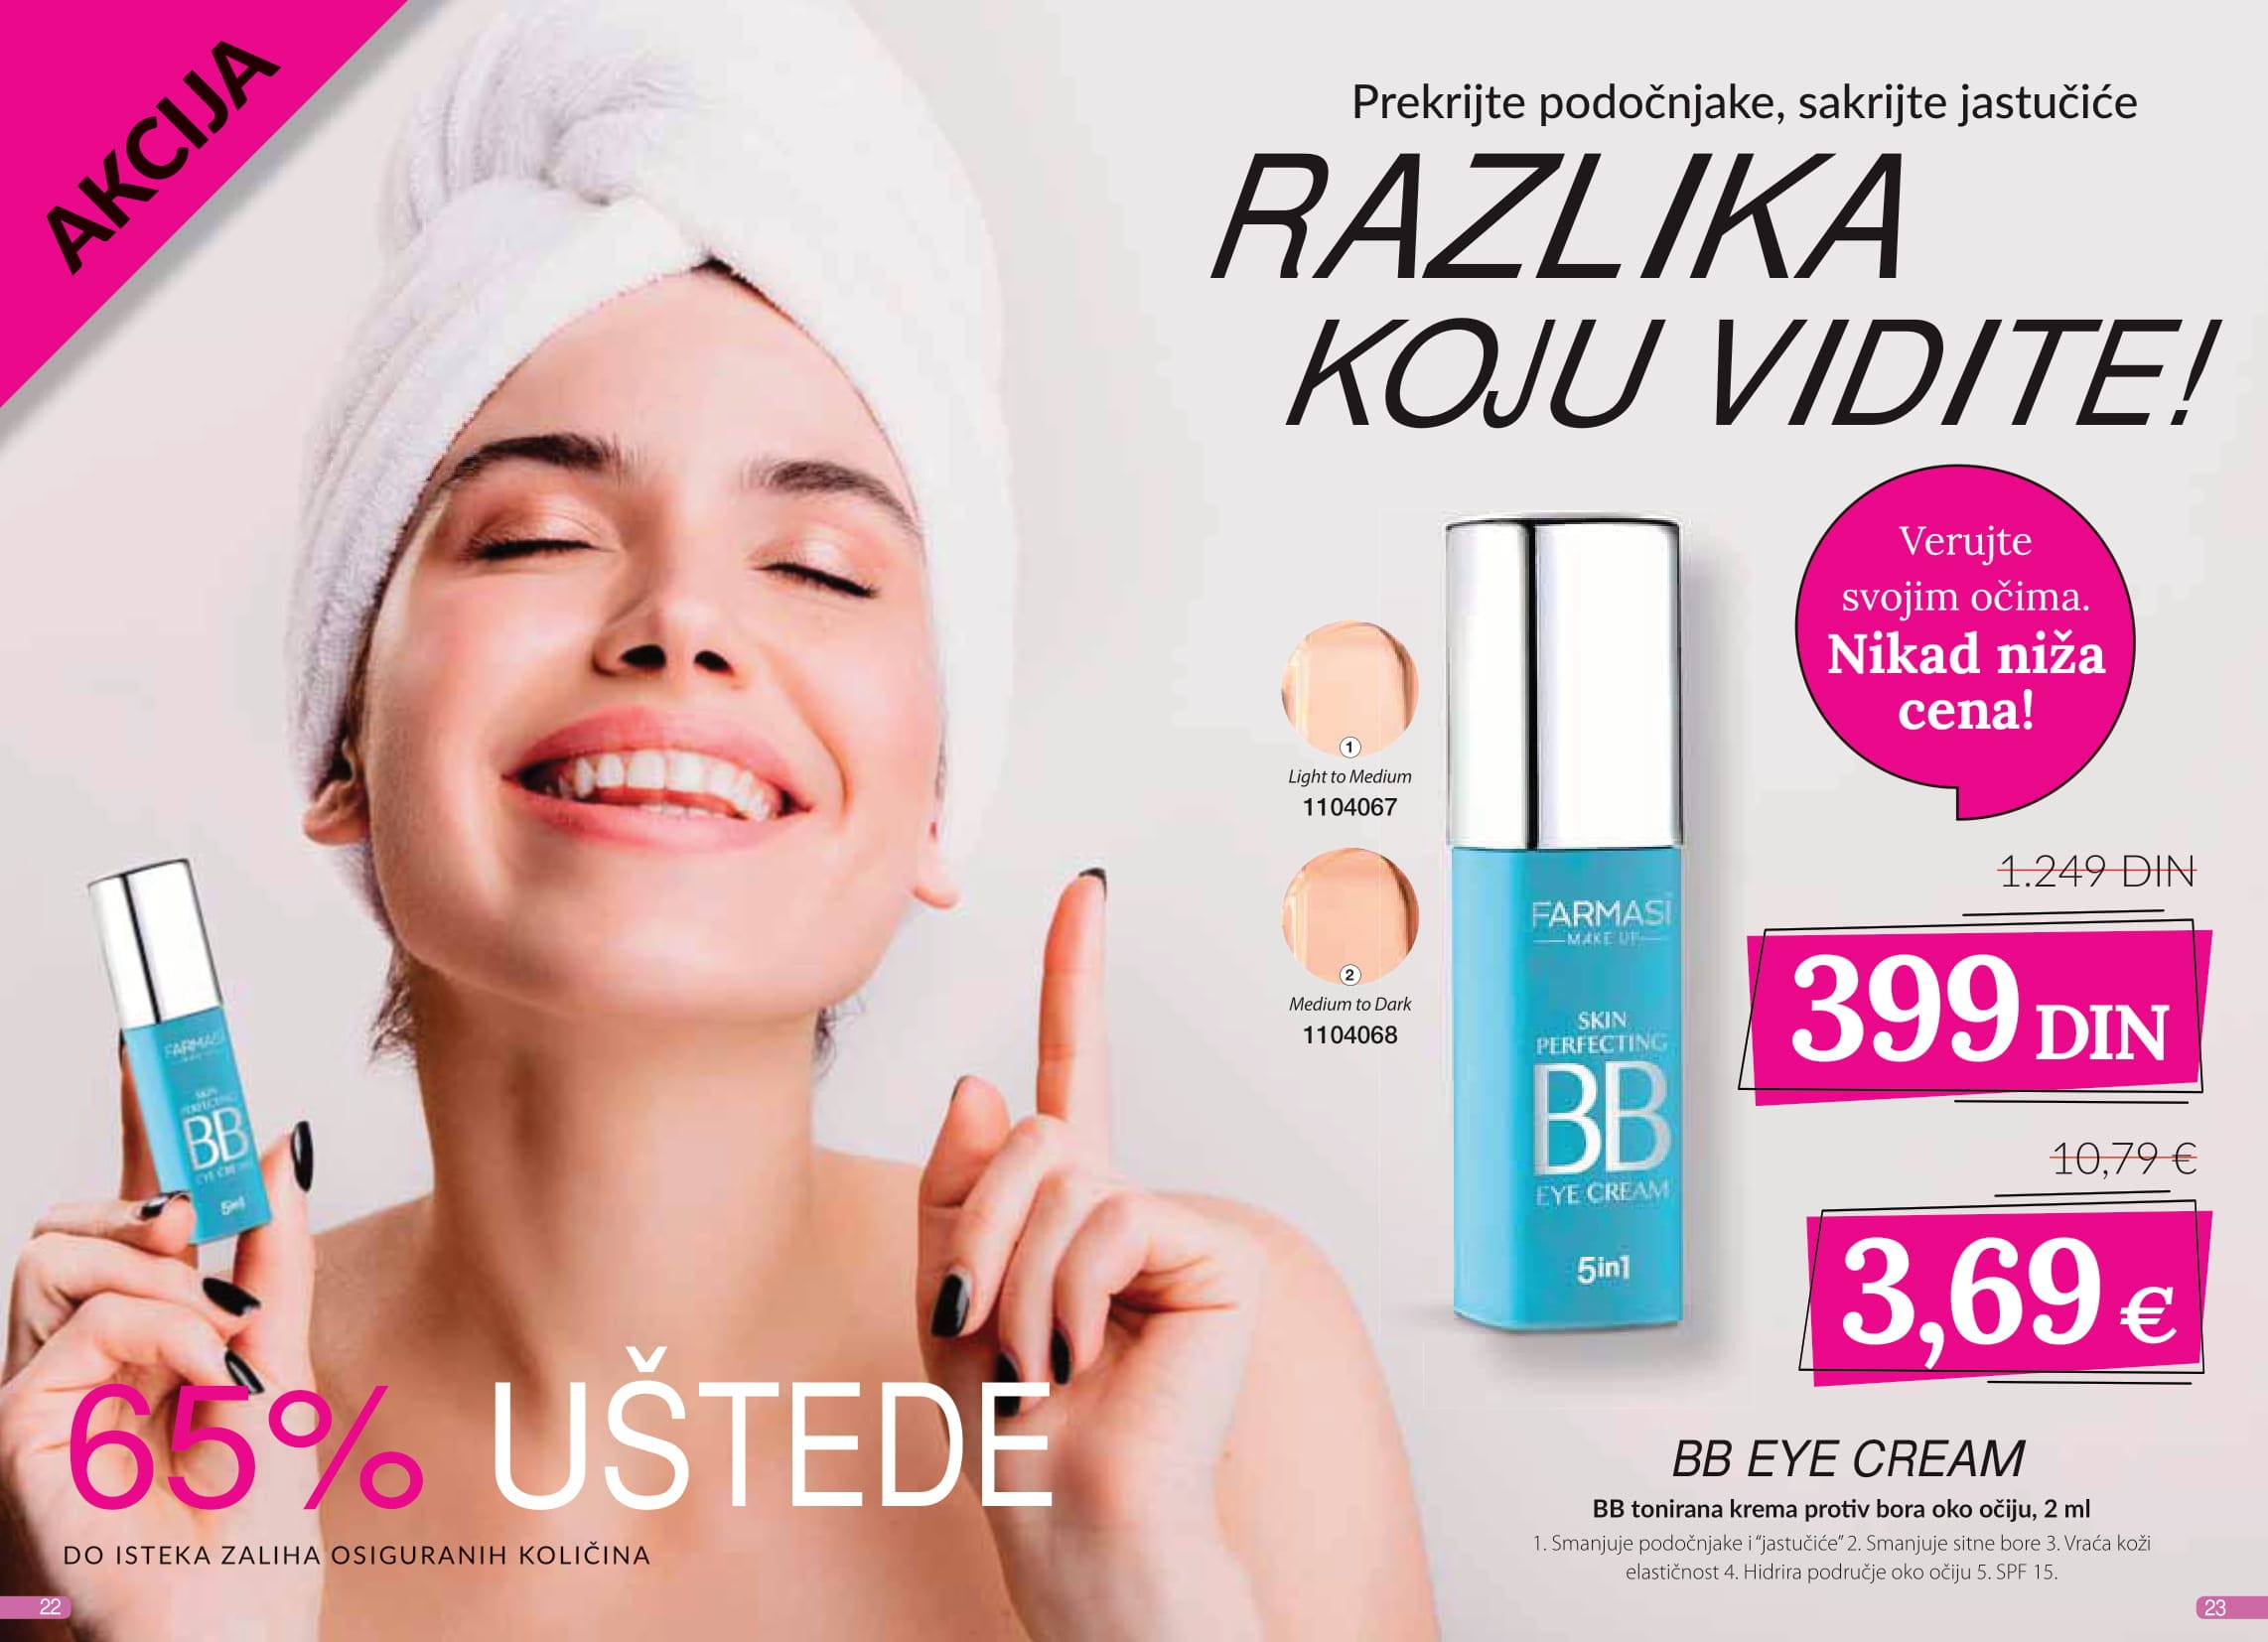 AKCIJA
Prekrijte podočnjake, sakrijte jastučiće
RAZLIKA
KOJU VIDITE!
Verujte
svojim očima.
Nikad niža
cena!
1
Light to Medium
1104067
2
Medium to Dark
1104068
FARMASİ
MAKE UP
SKIN
PERFECTING
BB
EYE CREAM
5in1
1.249 DIN
399 DIN
10,79 €
3,69 €
FARMASİ
SKIN
PERFECTING
BB
EYE CREAM
5in1
65% UŠTEDE
DO ISTEKA ZALIHA OSIGURANIH KOLIČINA
BB EYE CREAM
BB tonirana krema protiv bora oko očiju, 2 ml
1. Smanjuje podočnjake i “jastučiće” 2. Smanjuje sitne bore 3. Vraća koži
elastičnost 4. Hidrira područje oko očiju 5. SPF 15.
22
23